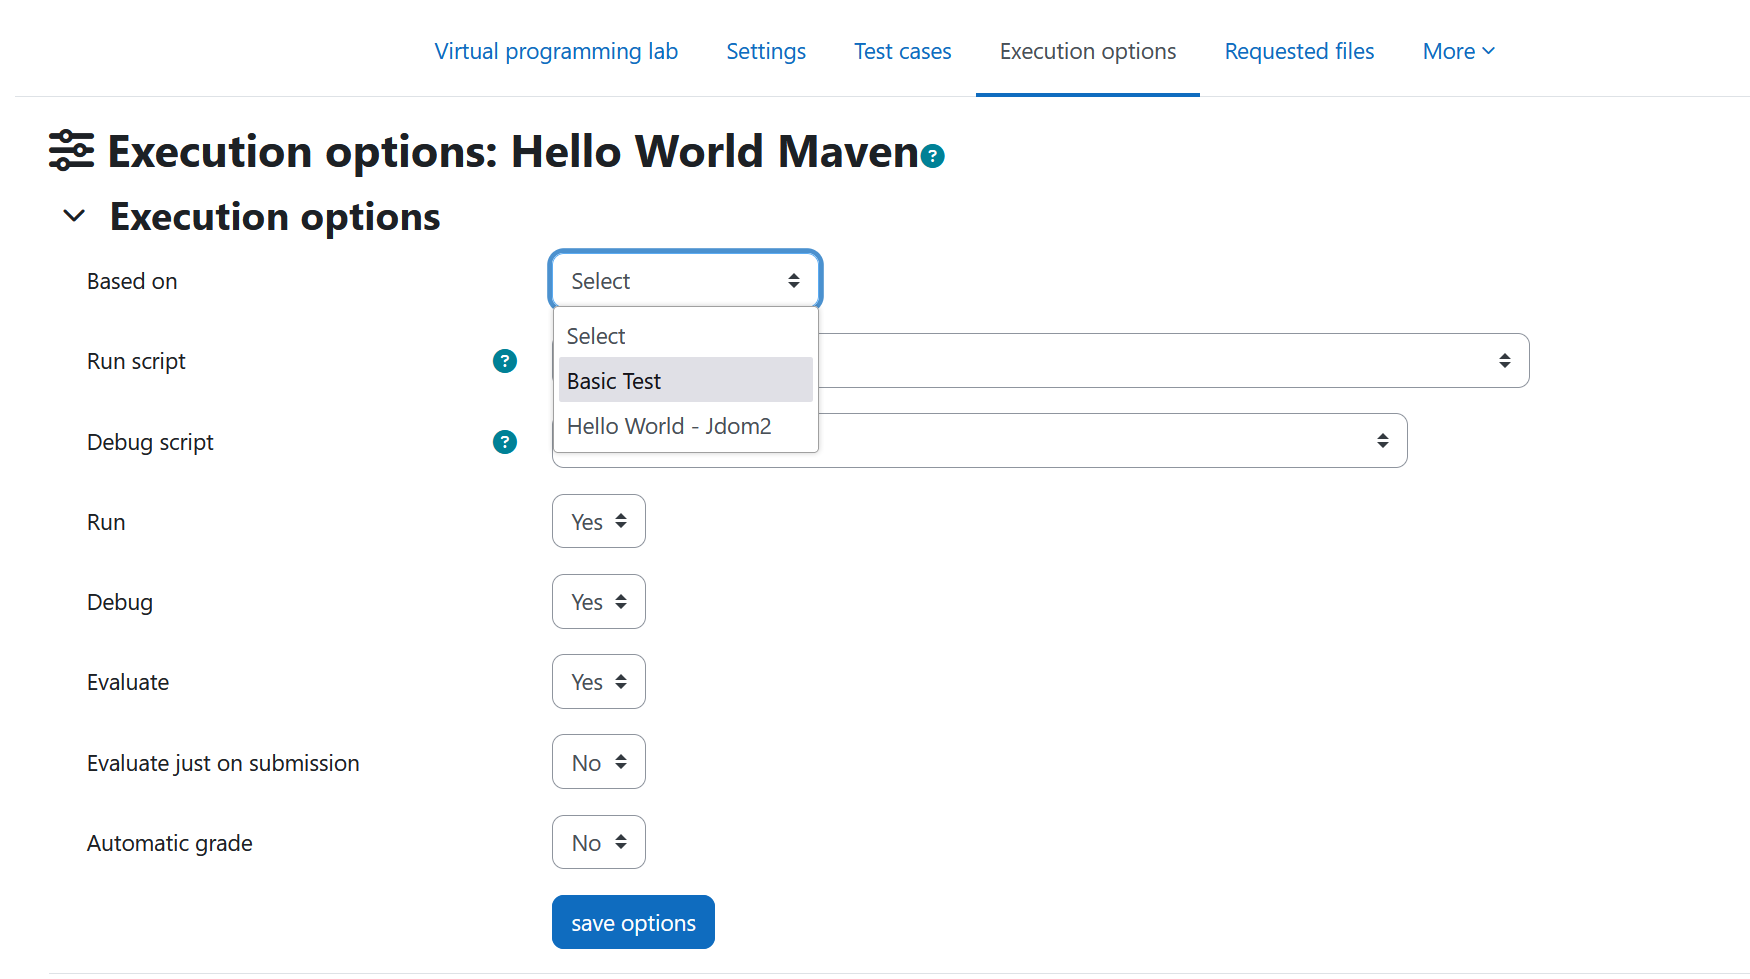 Virtual programming lab Settings Test cases Execution options Requested files More
Execution options: Hello World Maven ?
Execution options
Based on Select
Select
Run script ?
Basic Test
Hello World - Jdom2
Debug script ?
Run Yes
Debug Yes
Evaluate Yes
Evaluate just on submission No
Automatic grade No
save options